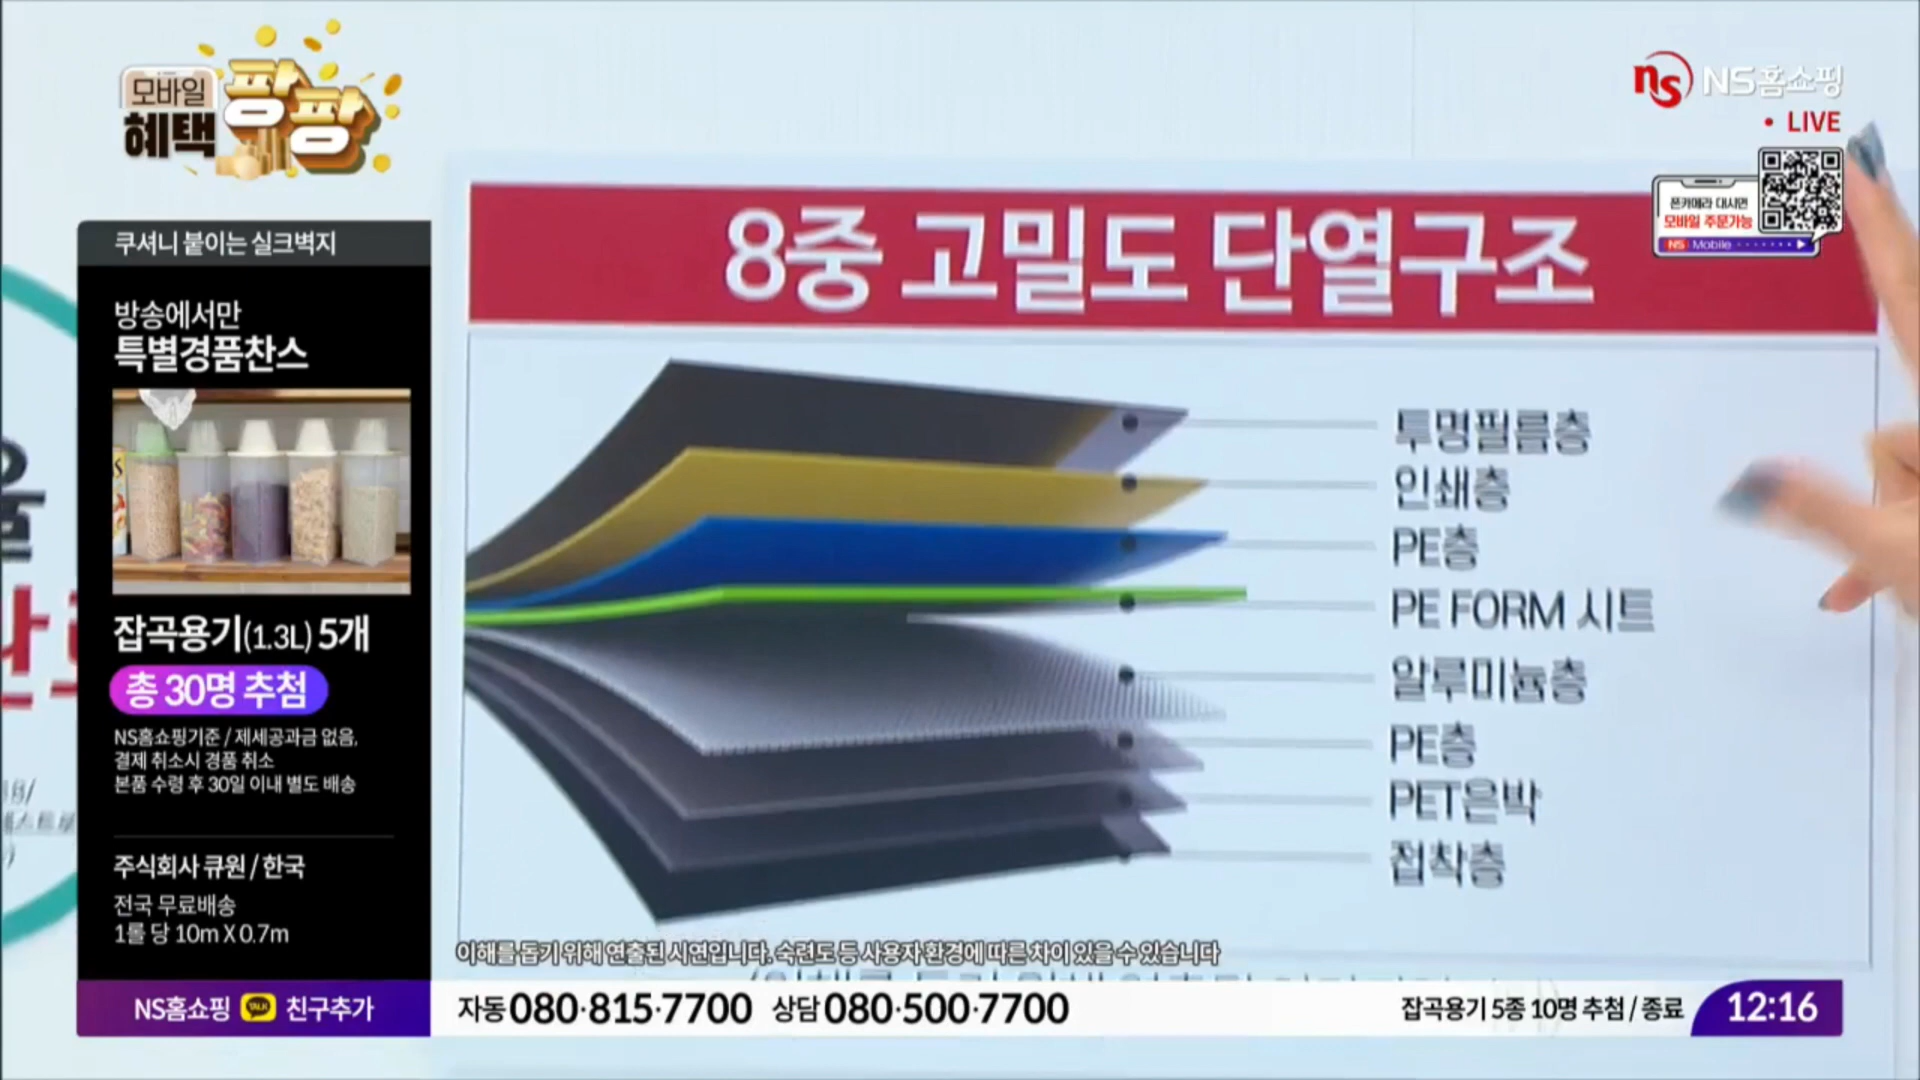 모바일
혜택
팡팡
ns NS홈쇼핑
LIVE
폰카메라 대시면
모바일 주문가능
NS Mobile
쿠셔니 붙이는 실크벽지
방송에서만
특별경품찬스
잡곡용기(1.3L) 5개
총 30명 추첨
NS홈쇼핑기준 / 제세공과금 없음,
결제 취소시 경품 취소
본품 수령 후 30일 이내 별도 배송
주식회사 큐원 / 한국
전국 무료배송
1롤 당 10m X 0.7m
8중 고밀도 단열구조
투명필름층
인쇄층
PE층
PE FORM 시트
알루미늄층
PE층
PET은박
접착층
이해를 돕기 위해 연출된 시연입니다. 숙련도 등 사용자 환경에 따른 차이 있을 수 있습니다
NS홈쇼핑 TALK 친구추가
자동 080·815·7700 상담 080·500·7700
잡곡용기 5종 10명 추첨 / 종료
12:16